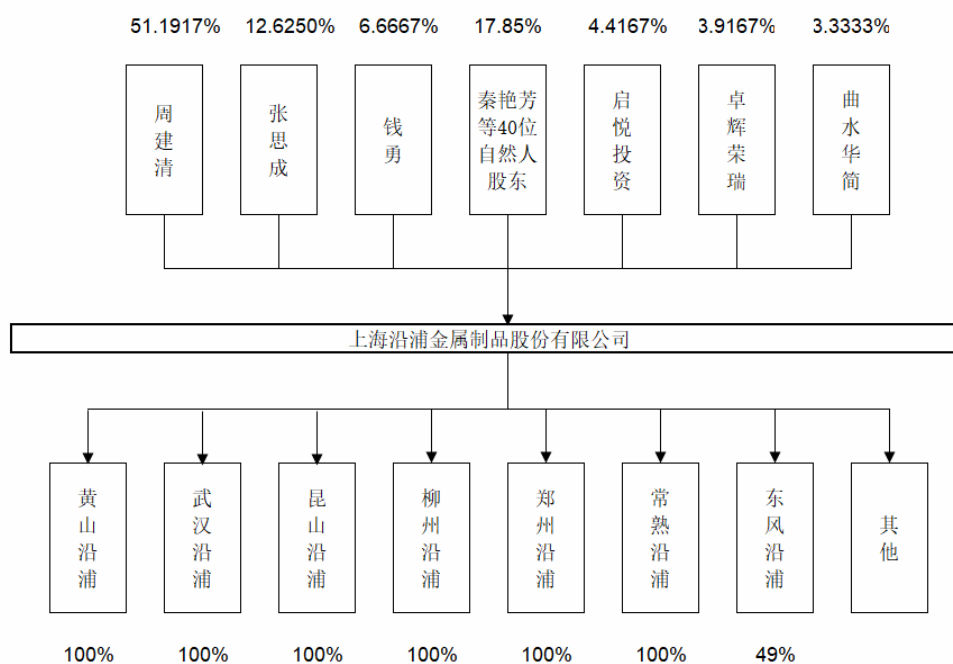 51.1917% 12.6250% 6.6667% 17.85% 4.4167% 3.9167% 3.3333%
周建清
张思成
钱勇
秦艳芳
等40位
自然人
股东
启悦投资
卓辉荣瑞
曲水华简
上海沿浦金属制品股份有限公司
黄山沿浦
武汉沿浦
昆山沿浦
柳州沿浦
郑州沿浦
常熟沿浦
东风沿浦
其他
100% 100% 100% 100% 100% 100% 49%